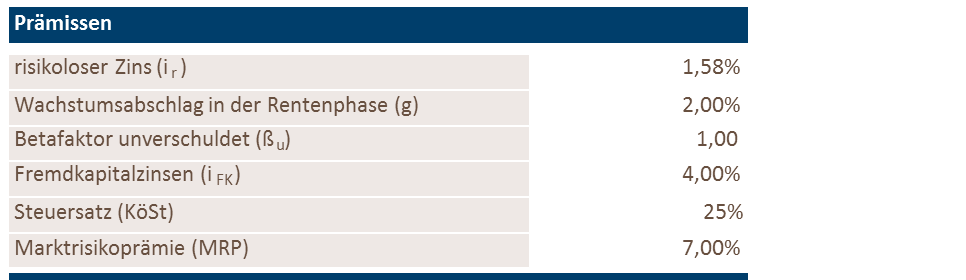 Prämissen
risikoloser Zins (i r ) 1,58%
Wachstumsabschlag in der Rentenphase (g) 2,00%
Betafaktor unverschuldet (ßu) 1,00
Fremdkapitalzinsen (i FK) 4,00%
Steuersatz (KöSt) 25%
Marktrisikoprämie (MRP) 7,00%